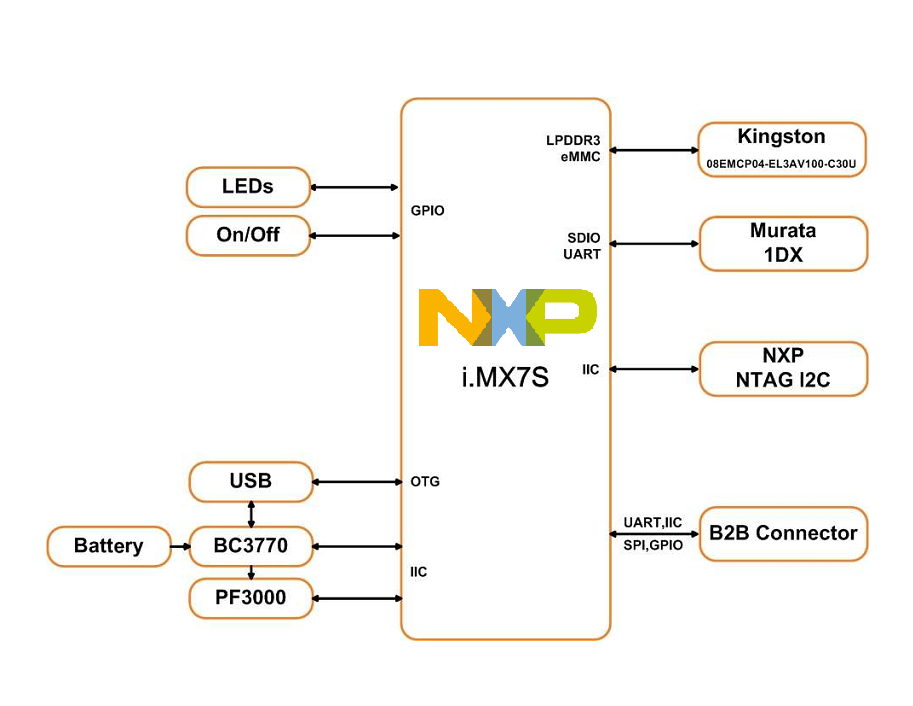 LPDDR3
eMMC
Kingston
08EMCP04-EL3AV100-C30U
LEDs
GPIO
On/Off
SDIO
UART
Murata
1DX
NXP
i.MX7S
IIC
NXP
NTAG I2C
USB
OTG
Battery
BC3770
IIC
PF3000
UART,IIC
SPI,GPIO
B2B Connector